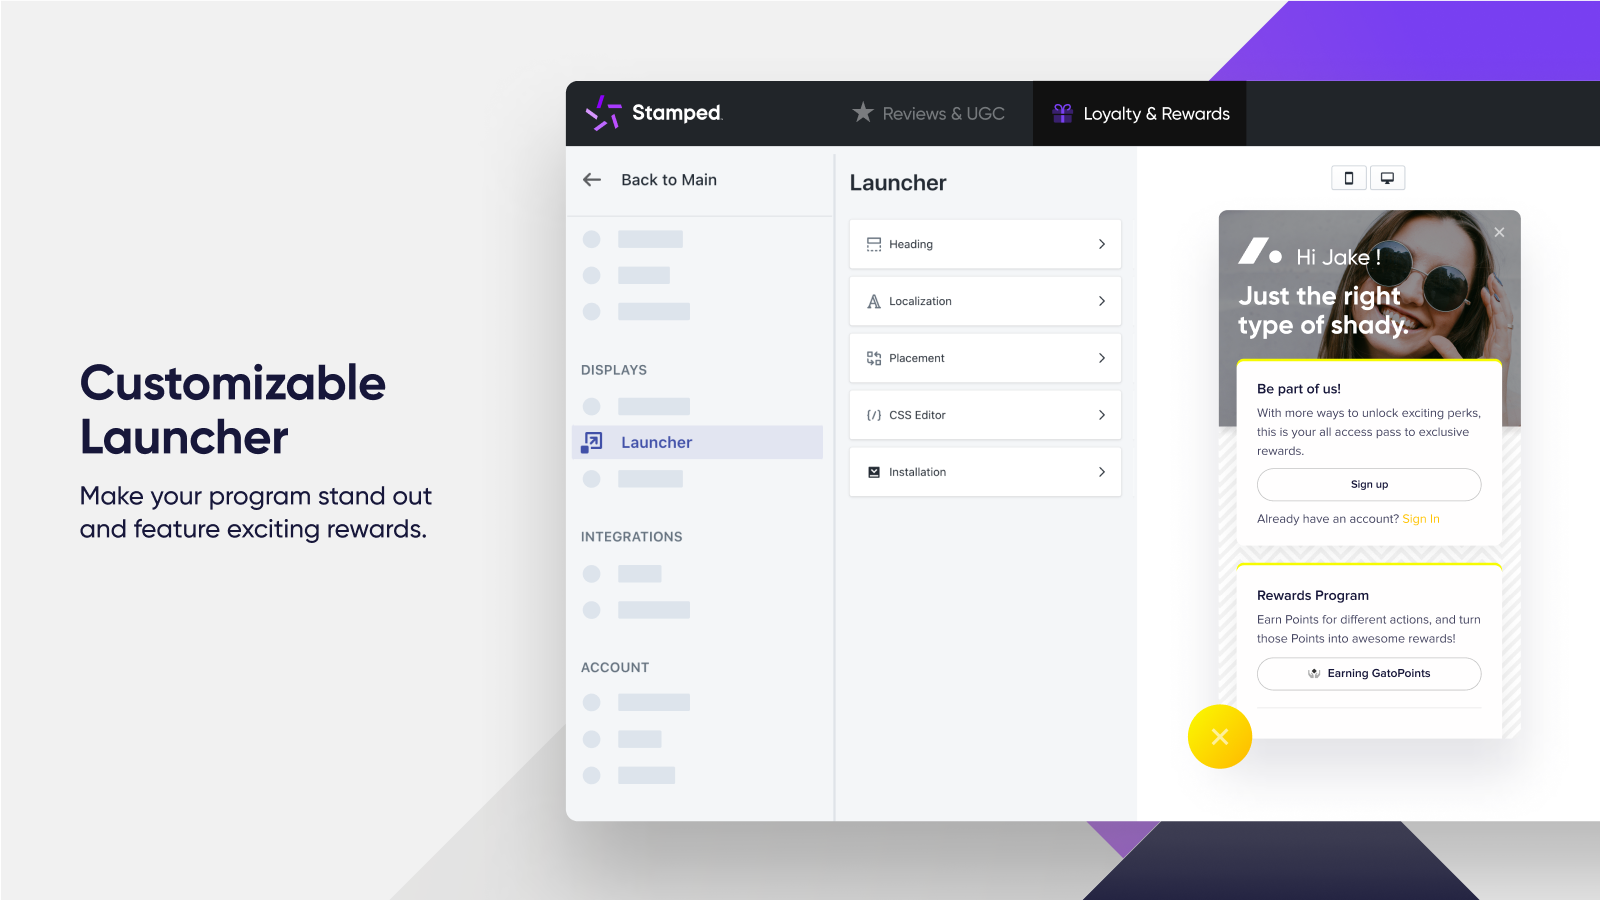 Customizable
Launcher
Make your program stand out
and feature exciting rewards.
Stamped.
Reviews & UGC
Loyalty & Rewards
Back to Main
DISPLAYS
Launcher
INTEGRATIONS
ACCOUNT
Launcher
Heading
Localization
Placement
CSS Editor
Installation
Hi Jake !
Just the right
type of shady.
Be part of us!
With more ways to unlock exciting perks,
this is your all access pass to exclusive
rewards.
Sign up
Already have an account? Sign In
Rewards Program
Earn Points for different actions, and turn
those Points into awesome rewards!
Earning GatoPoints